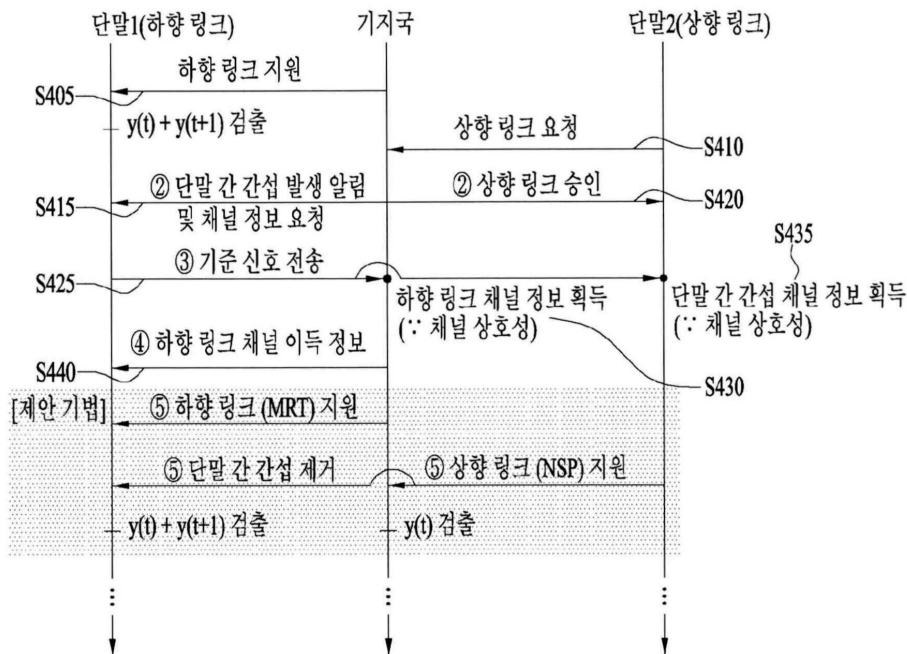 단말1(하향 링크)
기지국
단말2(상향 링크)
하향 링크 지원
S405
y(t) + y(t+1) 검출
상향 링크 요청
S410
② 단말 간 간섭 발생 알림
및 채널 정보 요청
S415
② 상향 링크 승인
S420
S435
③ 기준 신호 전송
S425
하향 링크 채널 정보 획득
(∵ 채널 상호성)
단말 간 간섭 채널 정보 획득
(∵ 채널 상호성)
④ 하향 링크 채널 이득 정보
S440
S430
[제안 기법]
⑤ 하향 링크 (MRT) 지원
⑤ 단말 간 간섭 제거
⑤ 상향 링크 (NSP) 지원
y(t) + y(t+1) 검출
y(t) 검출